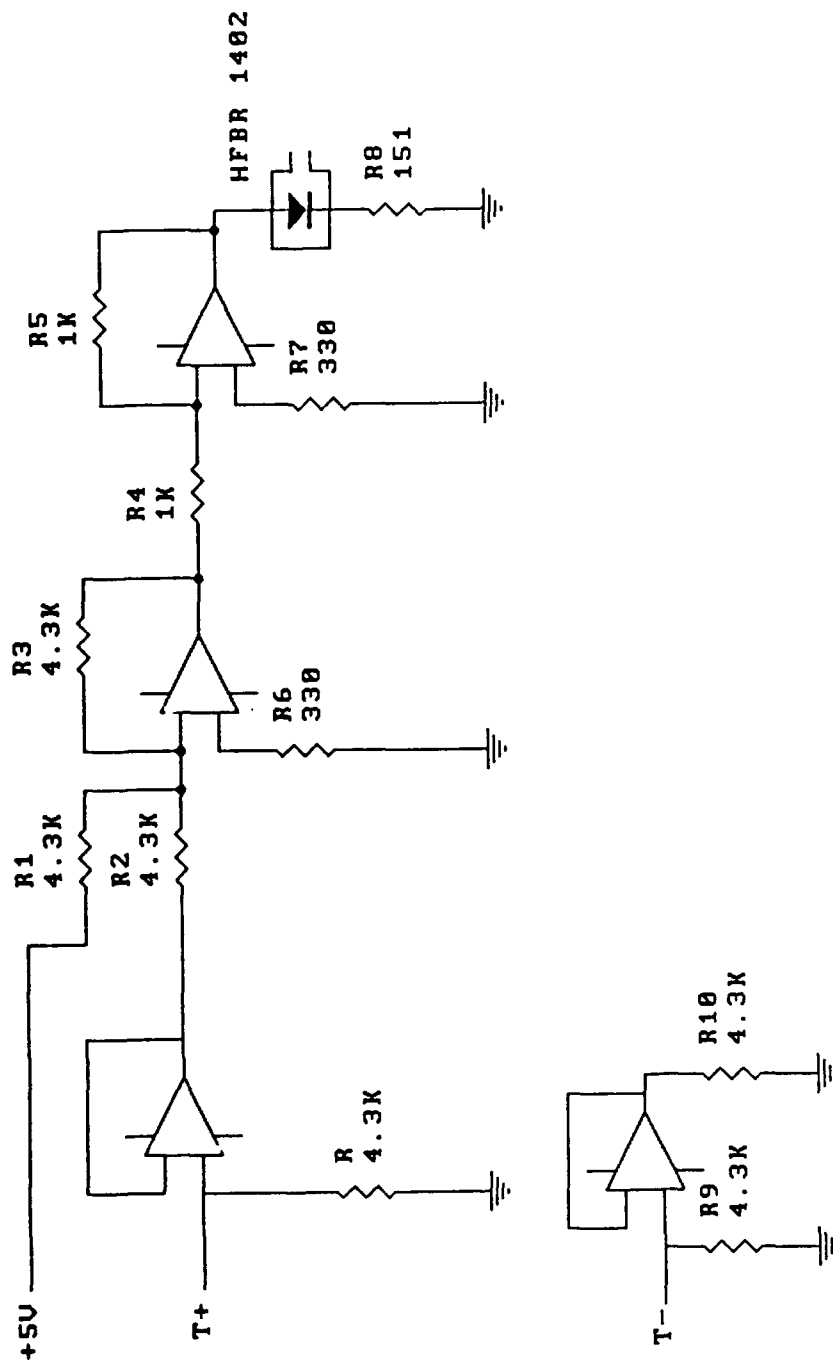 +5V
R1
4.3K
R2
4.3K
R3
4.3K
R4
1K
R5
1K
HFBR 1402
T+
R
4.3K
R6
330
R7
330
R8
151
T-
R9
4.3K
R10
4.3K